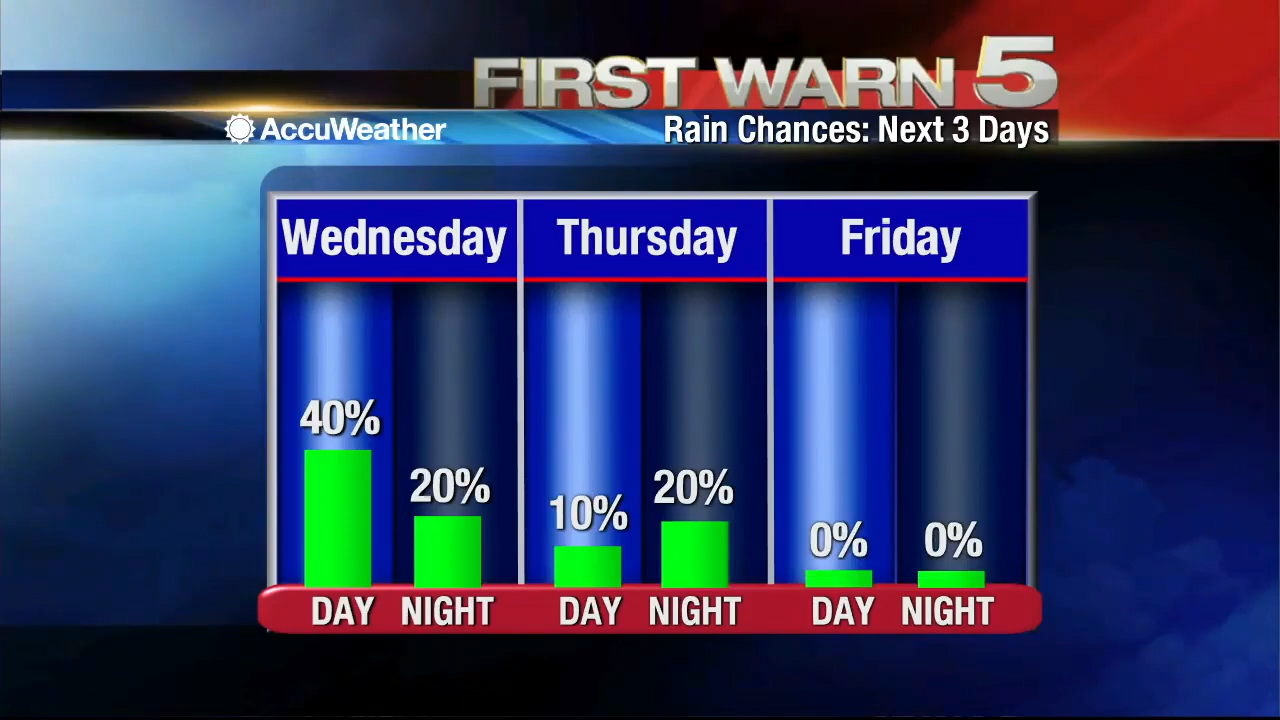 FIRST WARN 5
AccuWeather
Rain Chances: Next 3 Days
Wednesday Thursday Friday
40% 20% 10% 20% 0% 0%
DAY NIGHT DAY NIGHT DAY NIGHT